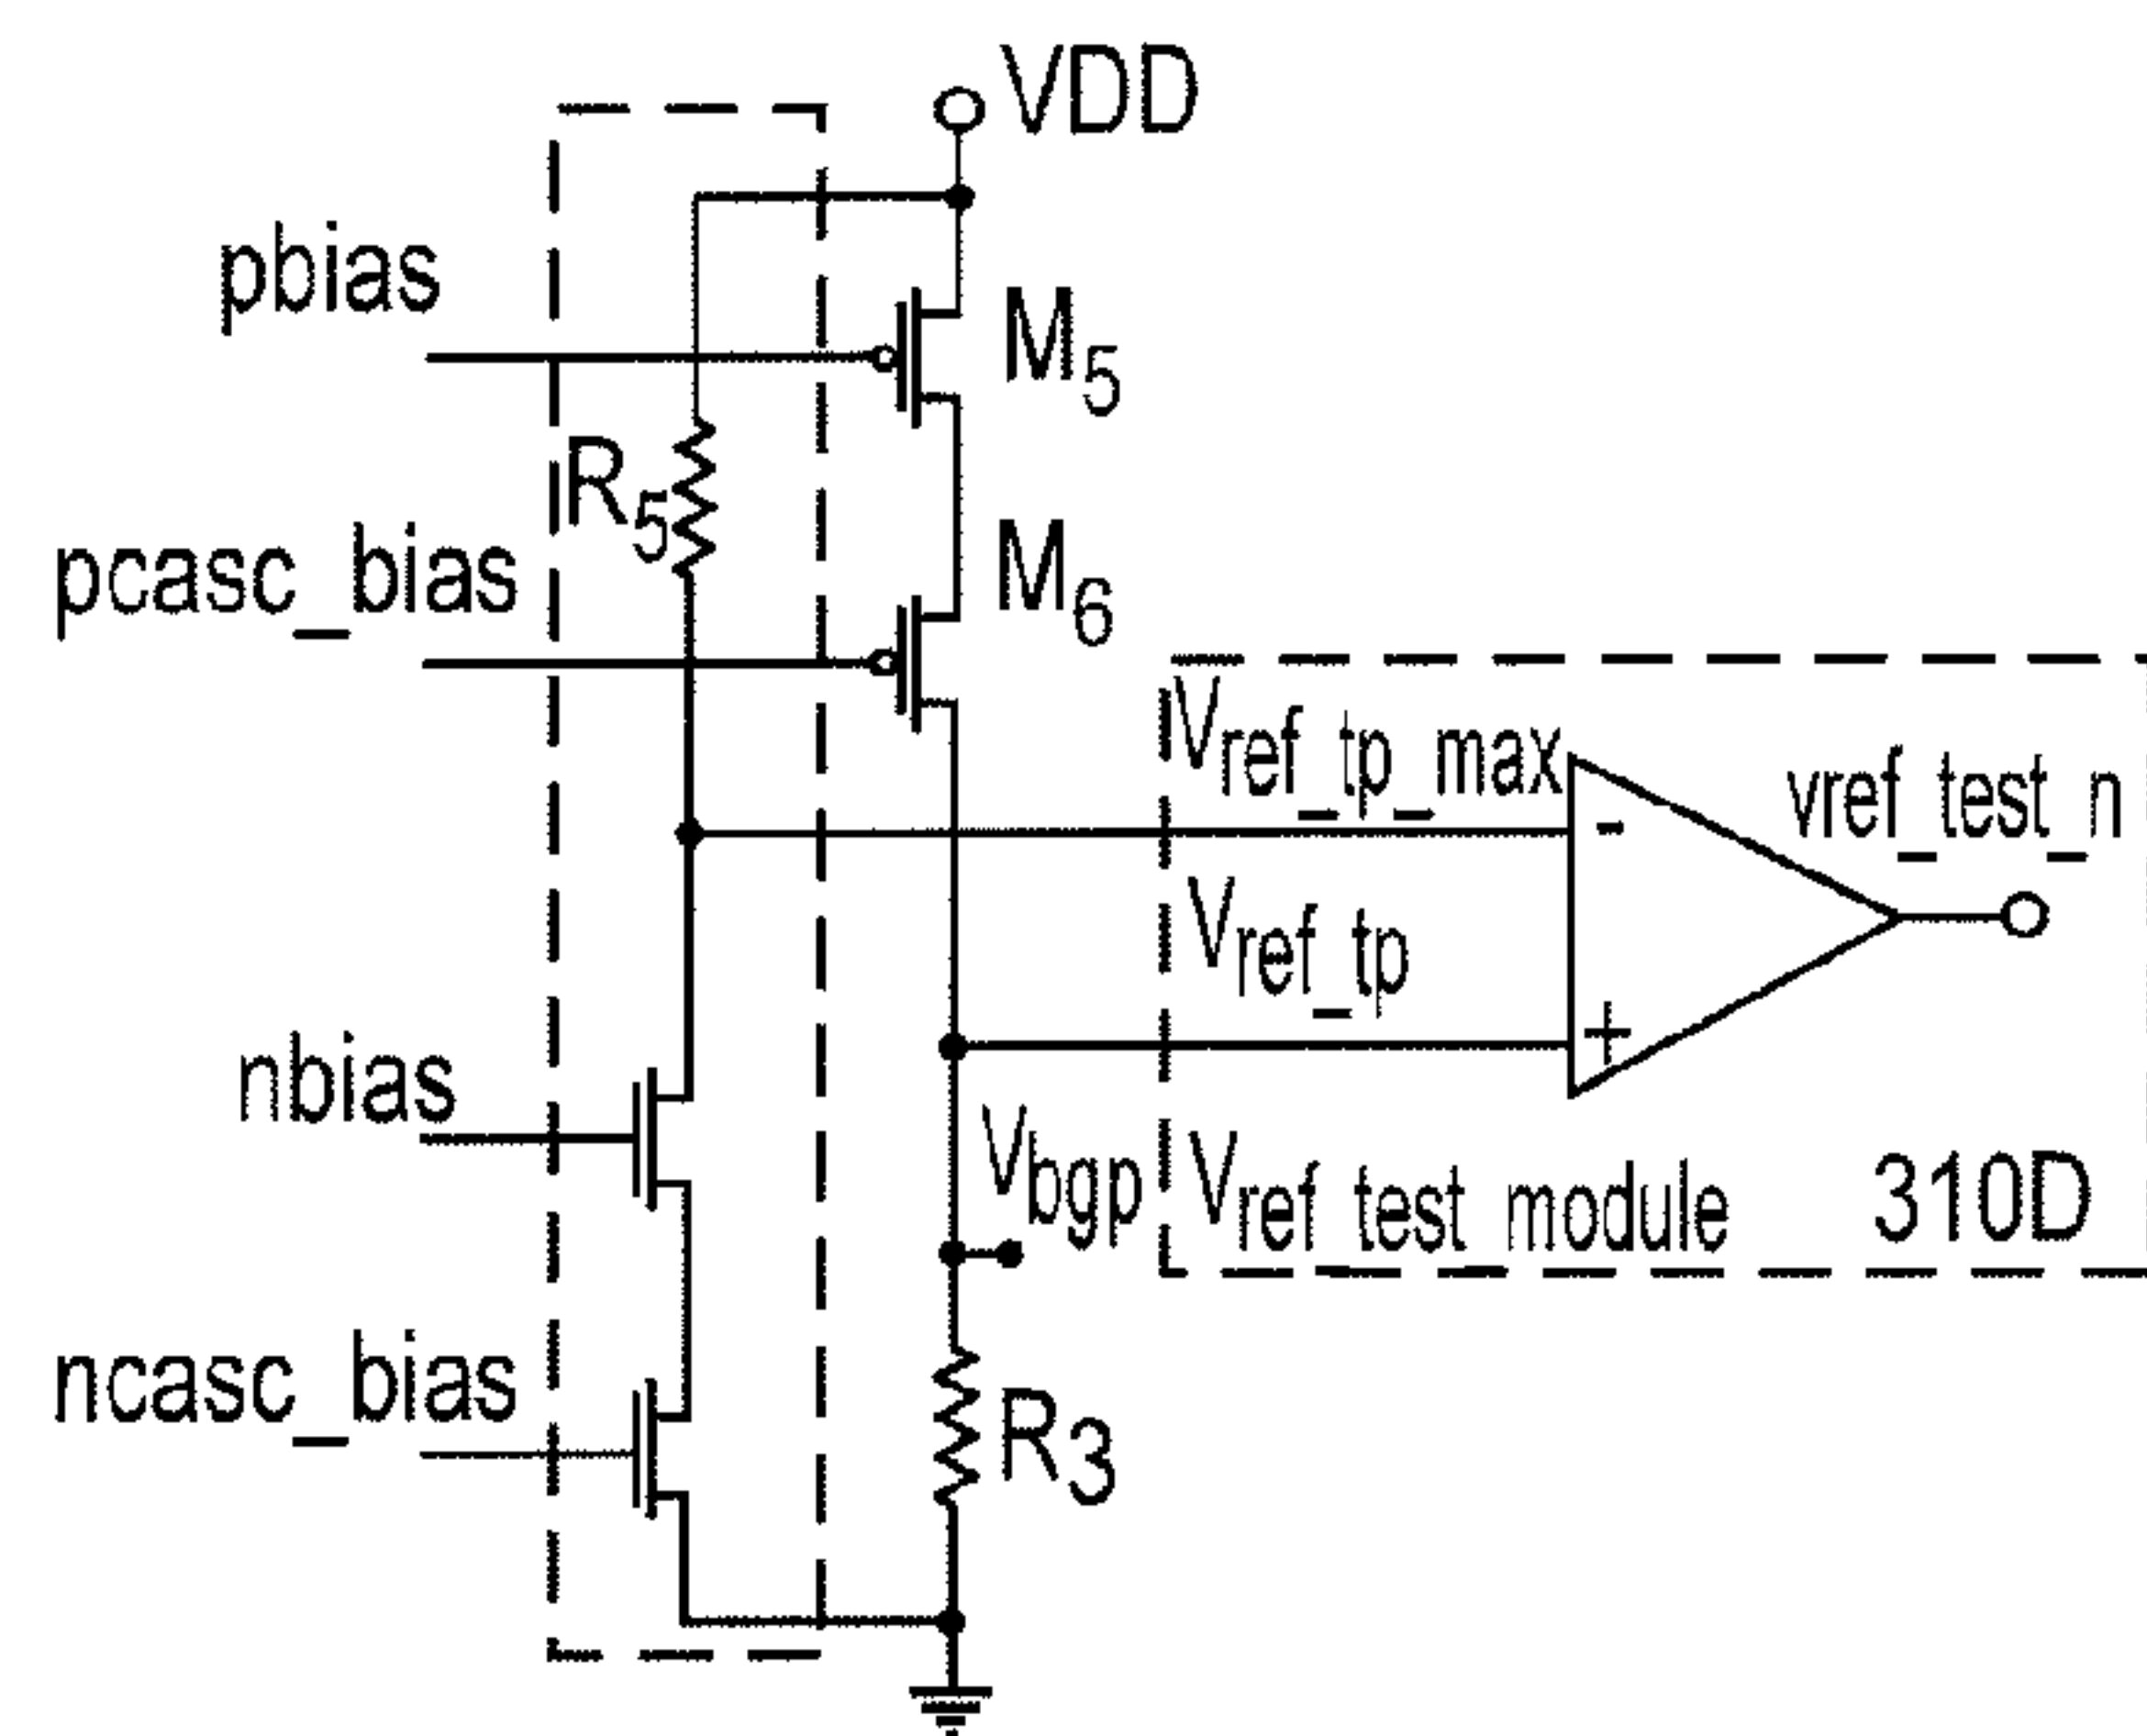 VDD
pbias
M5
R5
pcasc_bias
M6
Vref_tp_max
vref_test_n
-
Vref_tp
+
nbias
Vbgp
Vref_test_module 310D
ncasc_bias
R3